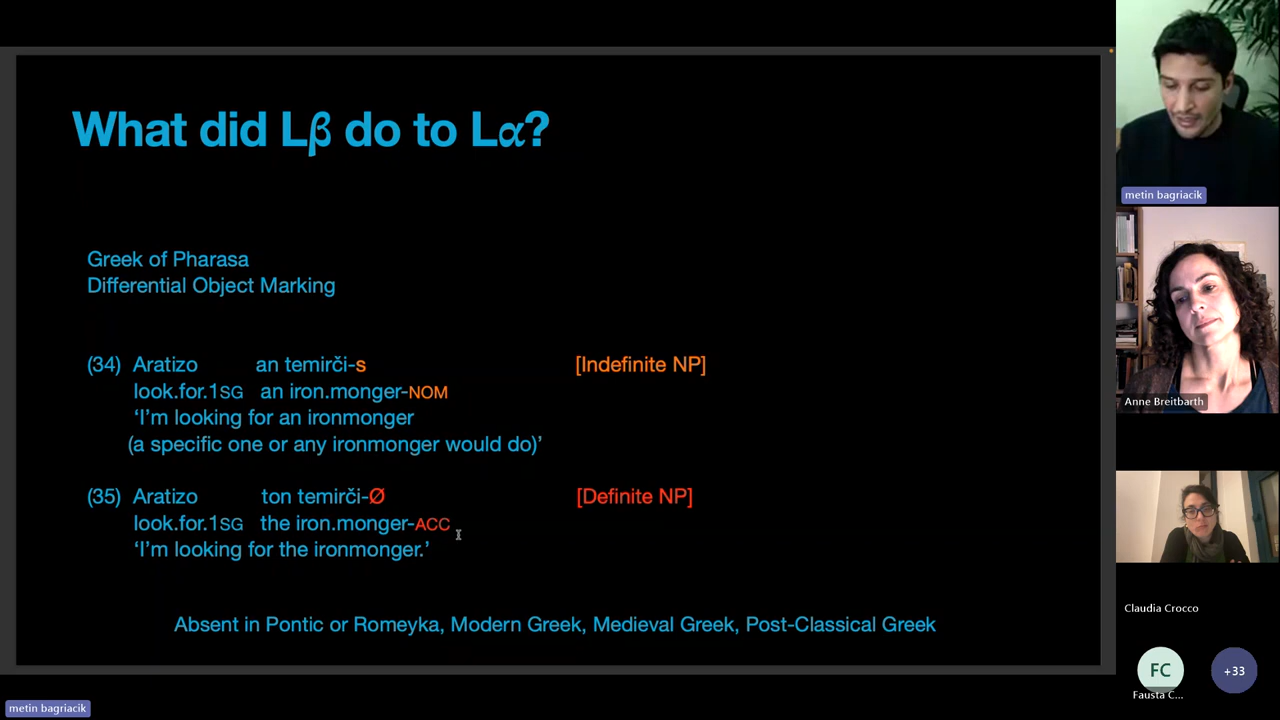 What did Lβ do to Lα?
Greek of Pharasa
Differential Object Marking
(34) Aratizo an temirči-s [Indefinite NP]
look.for.1SG an iron.monger-NOM
‘I’m looking for an ironmonger
(a specific one or any ironmonger would do)’
(35) Aratizo ton temirči-Ø [Definite NP]
look.for.1SG the iron.monger-ACC
‘I’m looking for the ironmonger.’
Absent in Pontic or Romeyka, Modern Greek, Medieval Greek, Post-Classical Greek
metin bagriacik
Anne Breitbarth
Claudia Crocco
FC
+33
Fausta C...
metin bagriacik